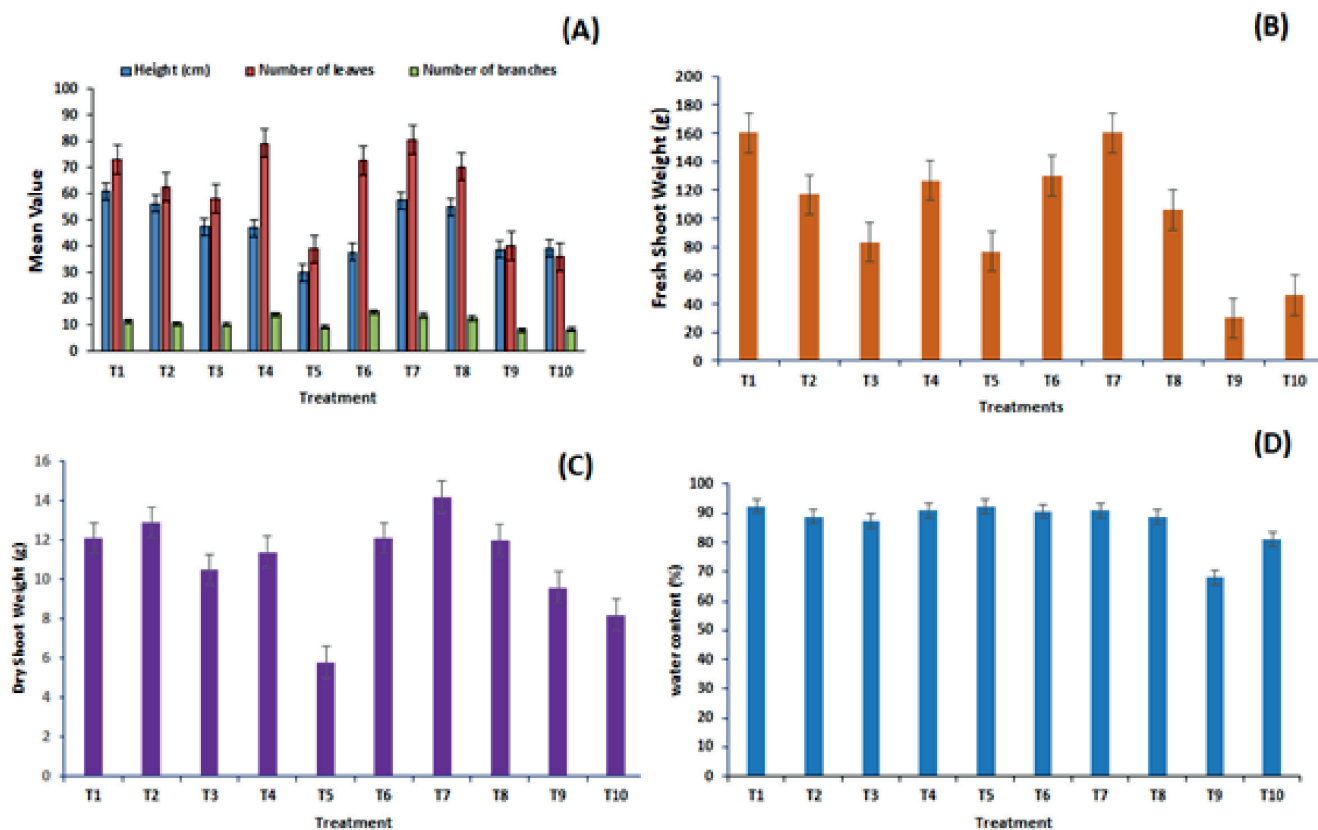 (A)
Height (cm) Number of leaves Number of branches
100
90
80
70
60
50
40
30
20
10
0
Mean Value
T1 T2 T3 T4 T5 T6 T7 T8 T9 T10
Treatment
(B)
200
180
160
140
120
100
80
60
40
20
0
Fresh Shoot Weight (g)
T1 T2 T3 T4 T5 T6 T7 T8 T9 T10
Treatments
(C)
16
14
12
10
8
6
4
2
0
Dry Shoot Weight (g)
T1 T2 T3 T4 T5 T6 T7 T8 T9 T10
Treatment
(D)
100
90
80
70
60
50
40
30
20
10
0
water content (%)
T1 T2 T3 T4 T5 T6 T7 T8 T9 T10
Treatment